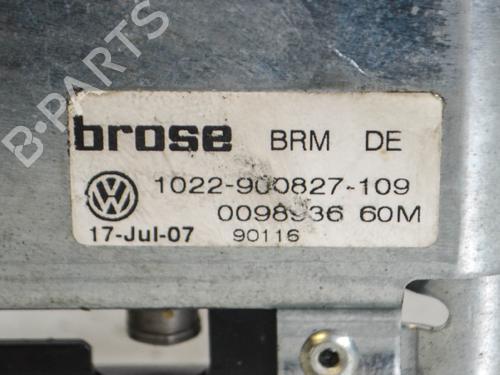 B-PARTS
brose BRM DE
1022-900827-109
0098936 60M
17-Jul-07 90116